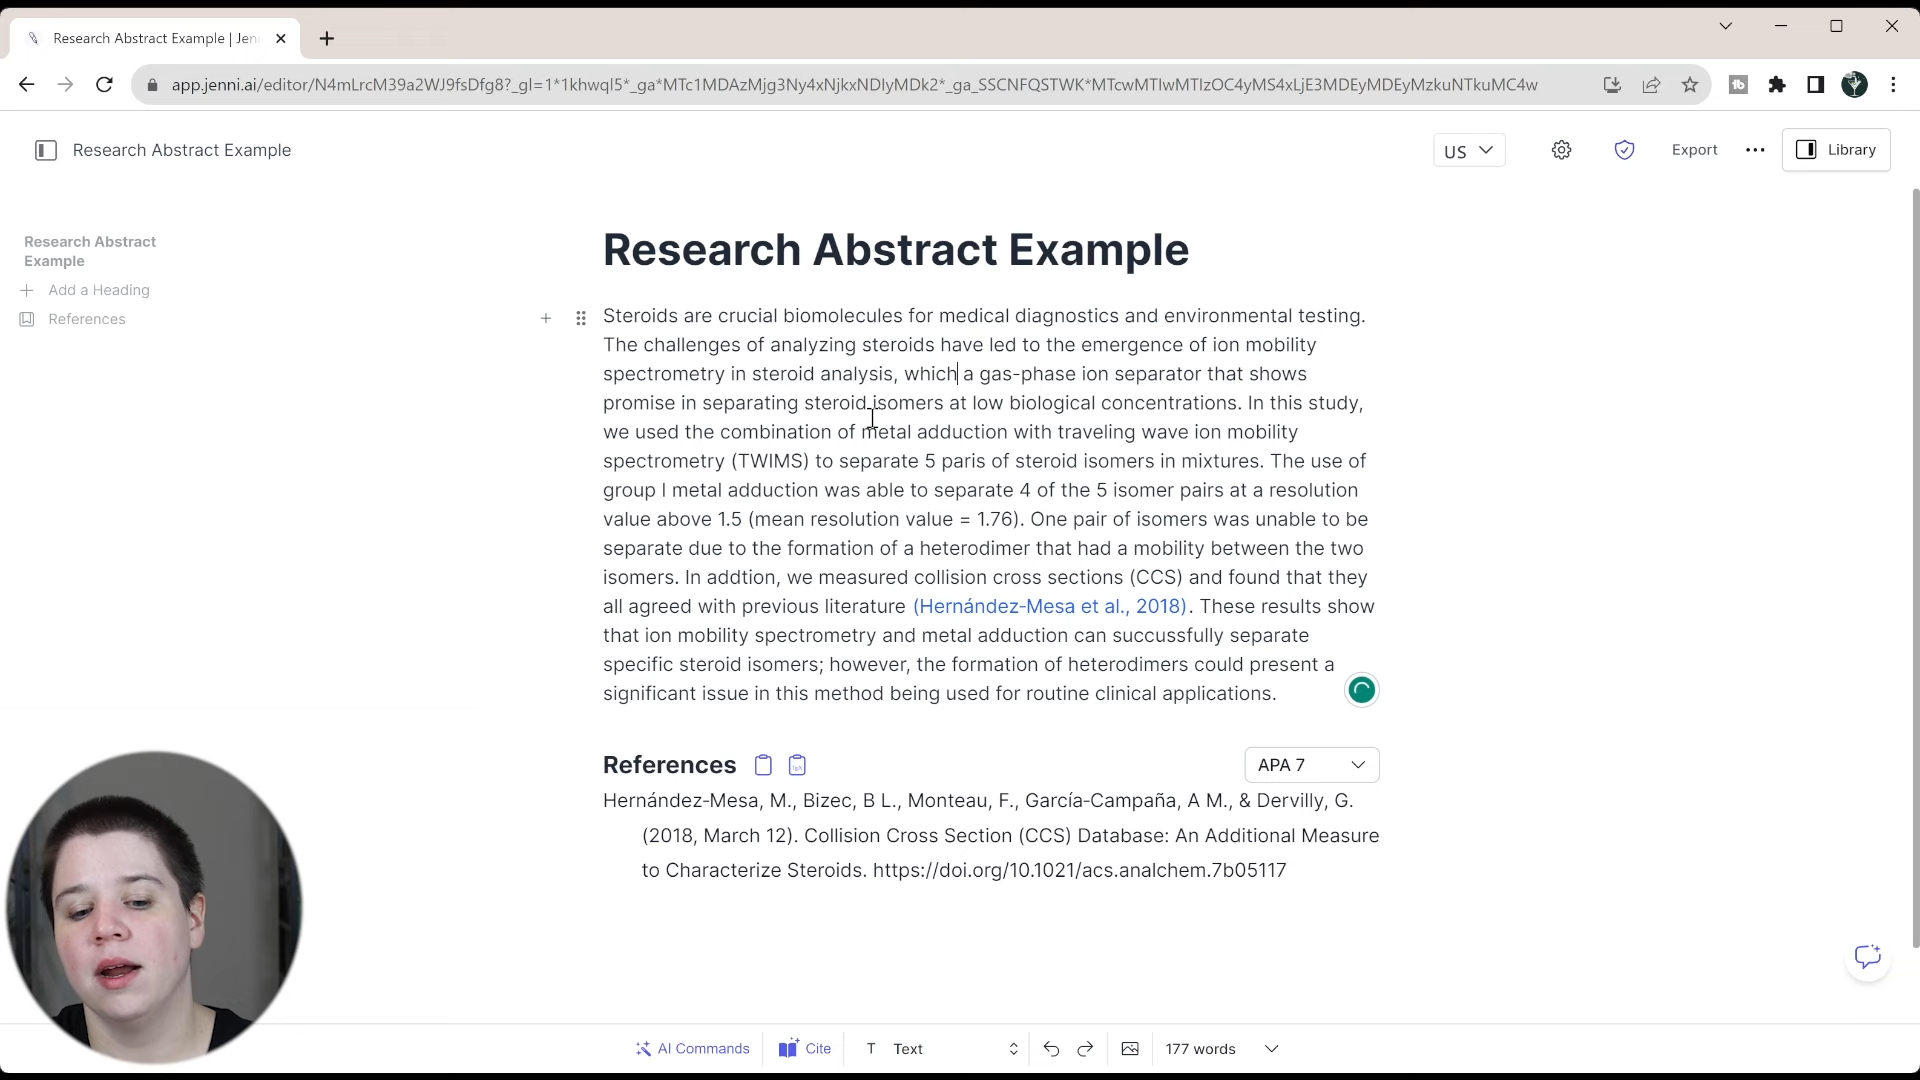 Research Abstract Example | Jen
app.jenni.ai/editor/N4mLrcM39a2WJ9fsDfg8?_gl=1*1khwql5*_ga*MTc1MDAzMjg3Ny4xNjkxNDIyMDk2*_ga_SSCNFQSTWK*MTcwMTIwMTIzOC4yMS4xLjE3MDEyMDEyMzkuNTkuMC4w
tb
Research Abstract Example
US
Export
Library
Research Abstract
Example
Add a Heading
References
Research Abstract Example
Steroids are crucial biomolecules for medical diagnostics and environmental testing.
The challenges of analyzing steroids have led to the emergence of ion mobility
spectrometry in steroid analysis, which a gas-phase ion separator that shows
promise in separating steroid isomers at low biological concentrations. In this study,
we used the combination of metal adduction with traveling wave ion mobility
spectrometry (TWIMS) to separate 5 paris of steroid isomers in mixtures. The use of
group I metal adduction was able to separate 4 of the 5 isomer pairs at a resolution
value above 1.5 (mean resolution value = 1.76). One pair of isomers was unable to be
separate due to the formation of a heterodimer that had a mobility between the two
isomers. In addtion, we measured collision cross sections (CCS) and found that they
all agreed with previous literature (Hernández-Mesa et al., 2018). These results show
that ion mobility spectrometry and metal adduction can succussfully separate
specific steroid isomers; however, the formation of heterodimers could present a
significant issue in this method being used for routine clinical applications.
References
APA 7
Hernández-Mesa, M., Bizec, B L., Monteau, F., García-Campaña, A M., & Dervilly, G.
(2018, March 12). Collision Cross Section (CCS) Database: An Additional Measure
to Characterize Steroids. https://doi.org/10.1021/acs.analchem.7b05117
AI Commands
Cite
T Text
177 words